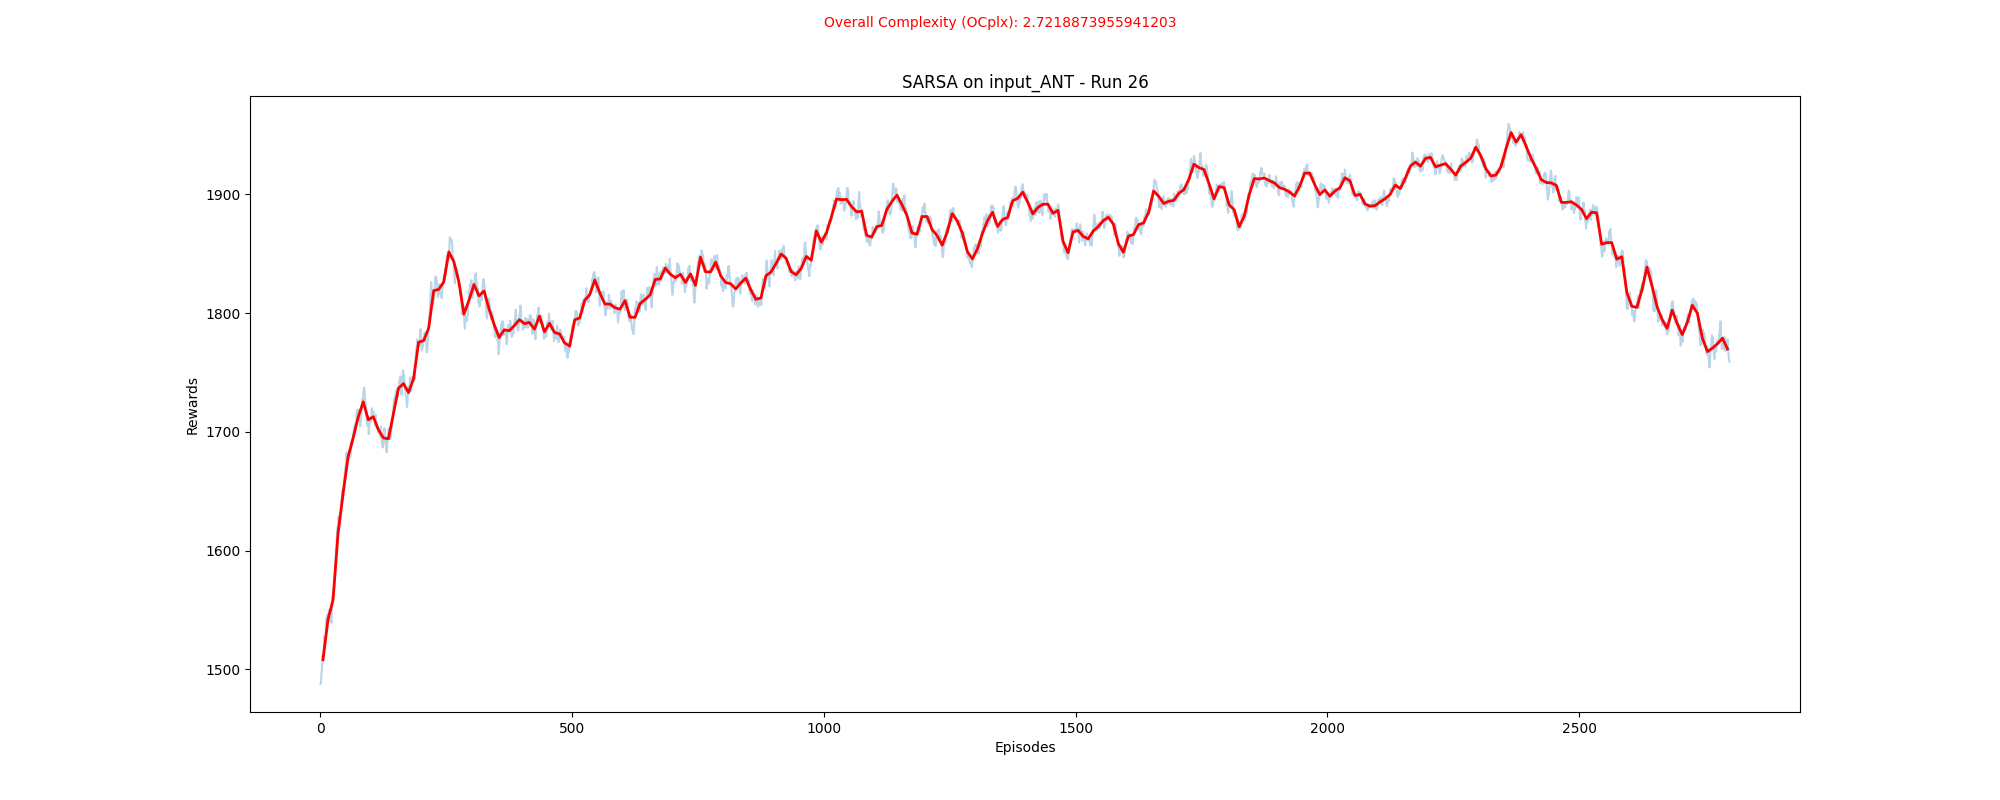 Overall Complexity (OCplx): 2.7218873955941203
SARSA on input_ANT - Run 26
Rewards
1900
1800
1700
1600
1500
0 500 1000 1500 2000 2500
Episodes